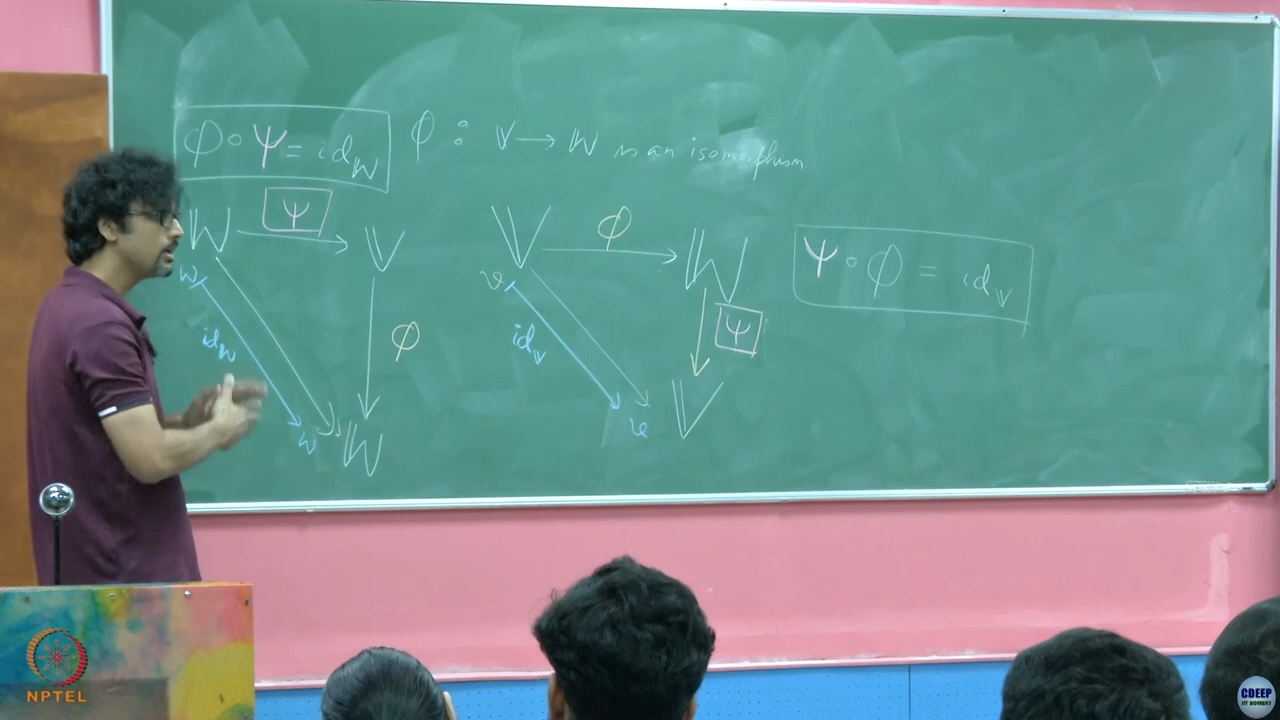 φ∘ψ = id_W
φ : V → W is an isomorphism
ψ
W → V
w
id_W
φ
w
W
V φ → W
v
id_V
ψ
v
V
ψ∘φ = id_V
NPTEL
CDEEP
IIT BOMBAY